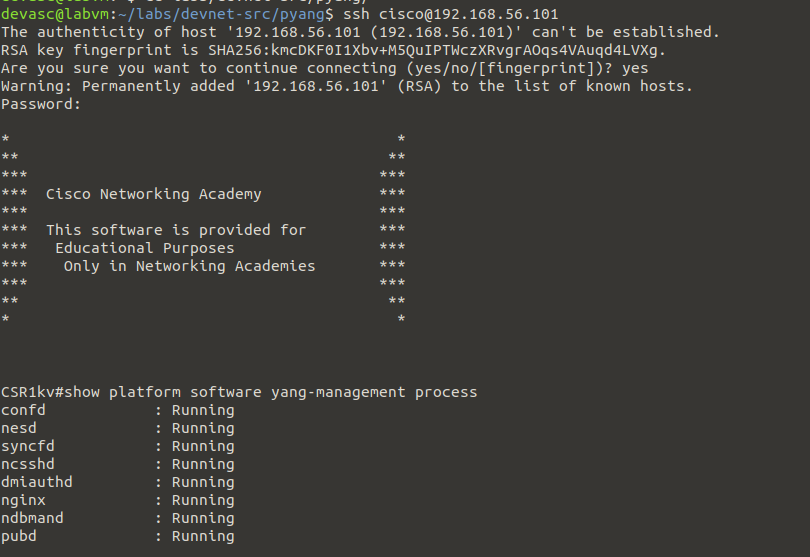 devasc@labvm:~/labs/devnet-src/pyang$ ssh cisco@192.168.56.101
The authenticity of host '192.168.56.101 (192.168.56.101)' can't be established.
RSA key fingerprint is SHA256:kmcDKF0I1Xbv+M5QuIPTWczXRvgrAOqs4VAuqd4LVXg.
Are you sure you want to continue connecting (yes/no/[fingerprint])? yes
Warning: Permanently added '192.168.56.101' (RSA) to the list of known hosts.
Password:
*                                           *
**                                         **
***                                       ***
***  Cisco Networking Academy             ***
***                                       ***
***  This software is provided for        ***
***   Educational Purposes                ***
***    Only in Networking Academies       ***
***                                       ***
**                                         **
*                                           *
CSR1kv#show platform software yang-management process
confd            : Running
nesd             : Running
syncfd           : Running
ncsshd           : Running
dmiauthd         : Running
nginx            : Running
ndbmand          : Running
pubd             : Running